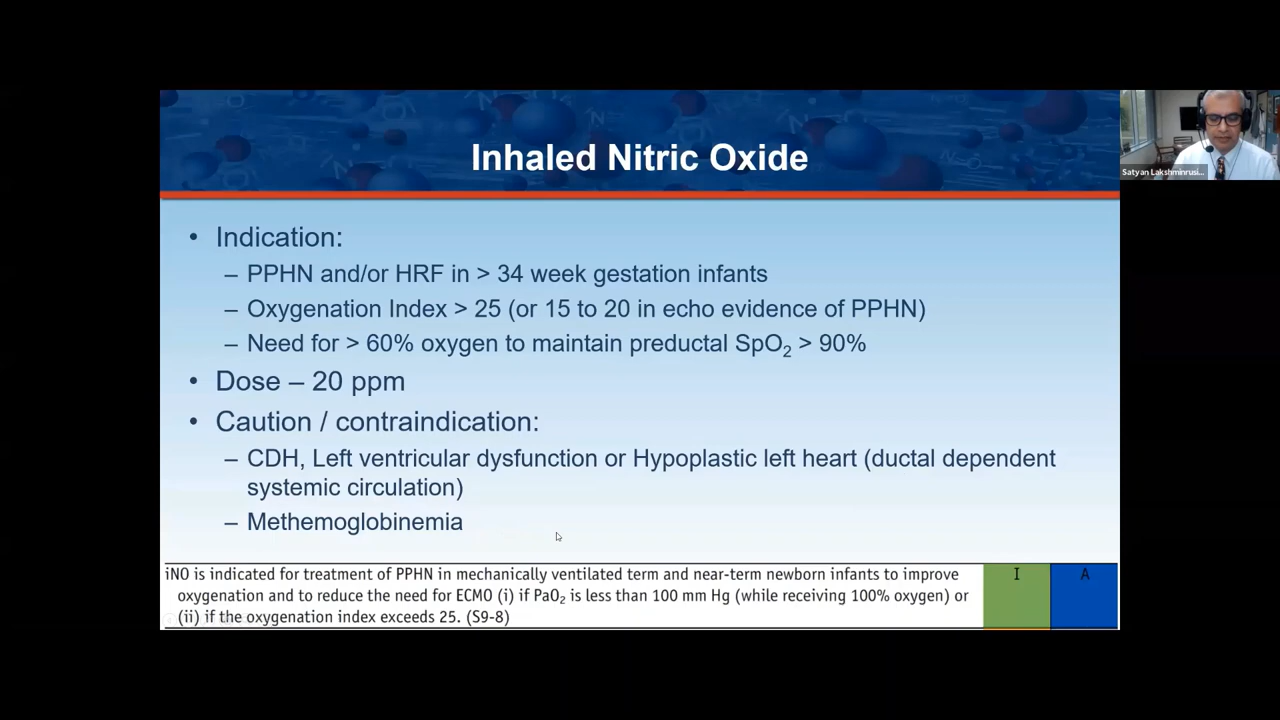 Inhaled Nitric Oxide
Satyan Lakshminrusi...
• Indication:
– PPHN and/or HRF in > 34 week gestation infants
– Oxygenation Index > 25 (or 15 to 20 in echo evidence of PPHN)
– Need for > 60% oxygen to maintain preductal SpO₂ > 90%
• Dose – 20 ppm
• Caution / contraindication:
– CDH, Left ventricular dysfunction or Hypoplastic left heart (ductal dependent
systemic circulation)
– Methemoglobinemia
iNO is indicated for treatment of PPHN in mechanically ventilated term and near-term newborn infants to improve
oxygenation and to reduce the need for ECMO (i) if PaO₂ is less than 100 mm Hg (while receiving 100% oxygen) or
(ii) if the oxygenation index exceeds 25. (S9-8)
I
A